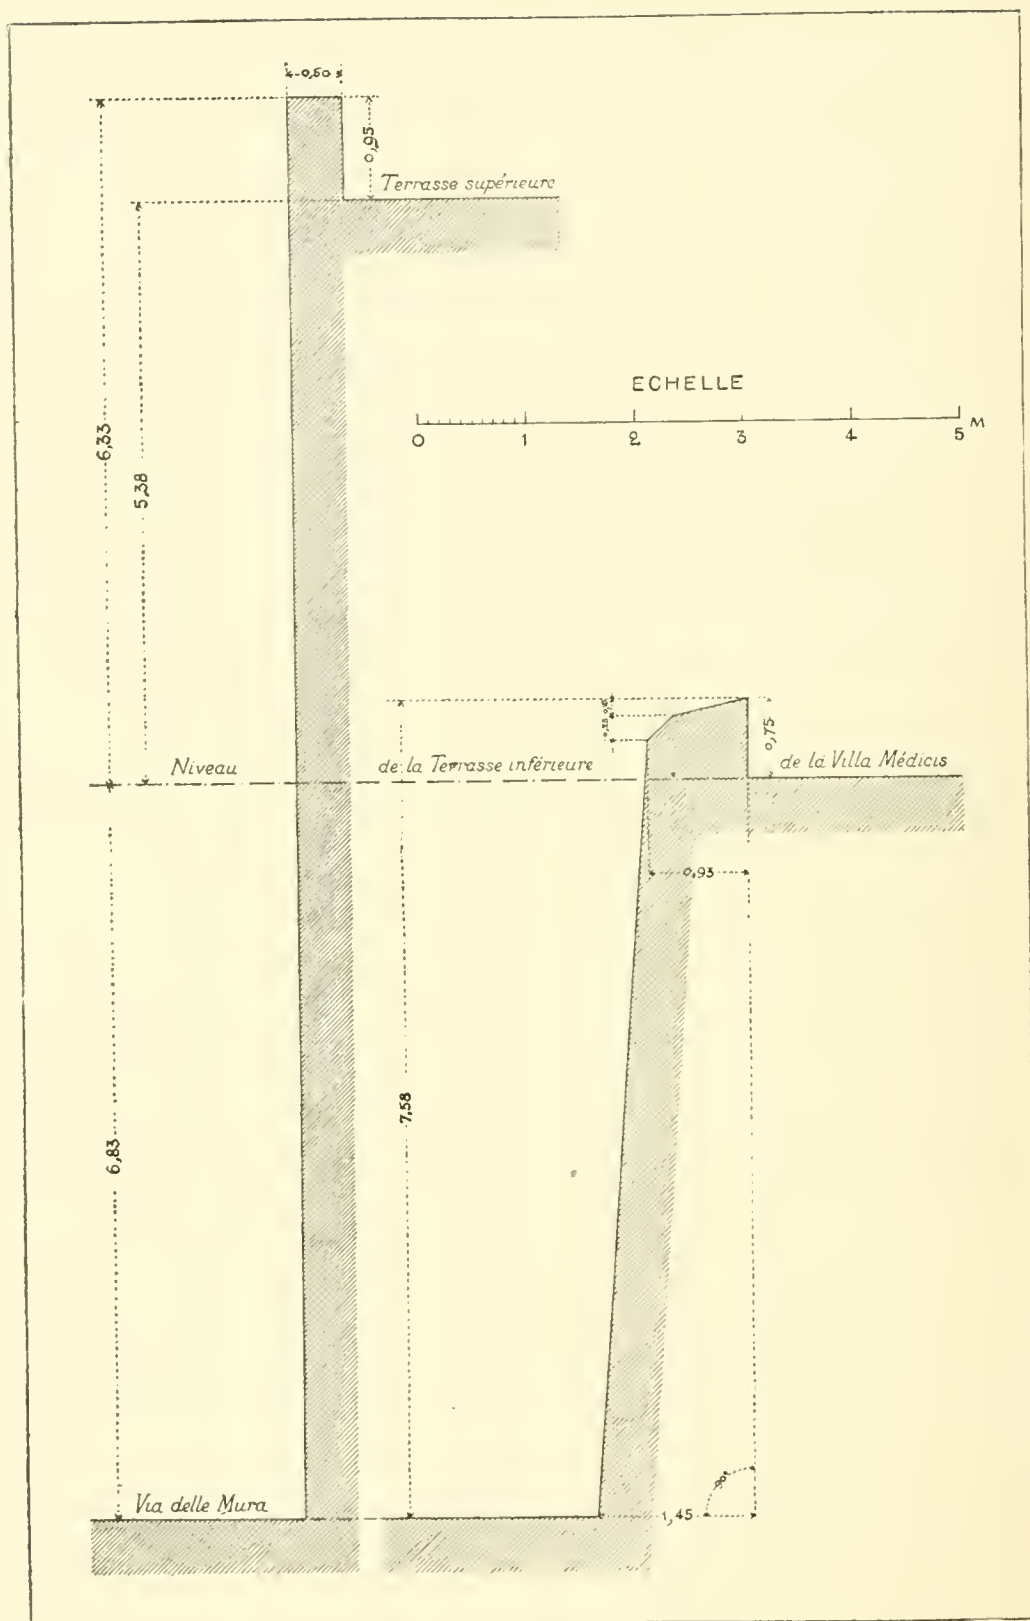 0,50
0,95
Terrasse supérieure
6,33
5,38
ECHELLE
0 1 2 3 4 5 M
0,75
Niveau de la Terrasse inférieure de la Villa Médicis
0,93
7,58
6,83
90°
Via delle Mura
1,45